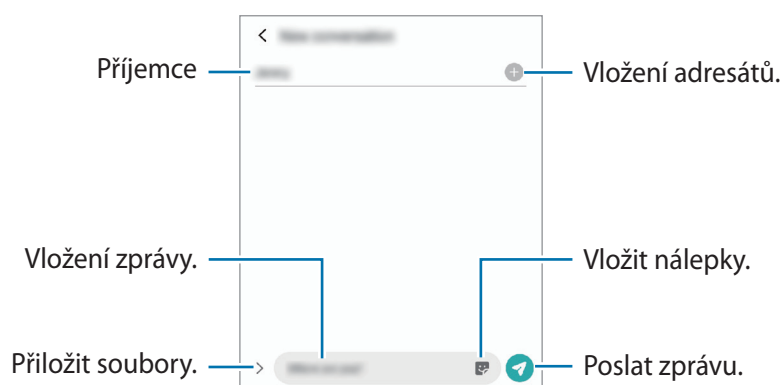 Příjemce
Vložení adresátů.
Vložení zprávy.
Vložit nálepky.
Přiložit soubory.
Poslat zprávu.